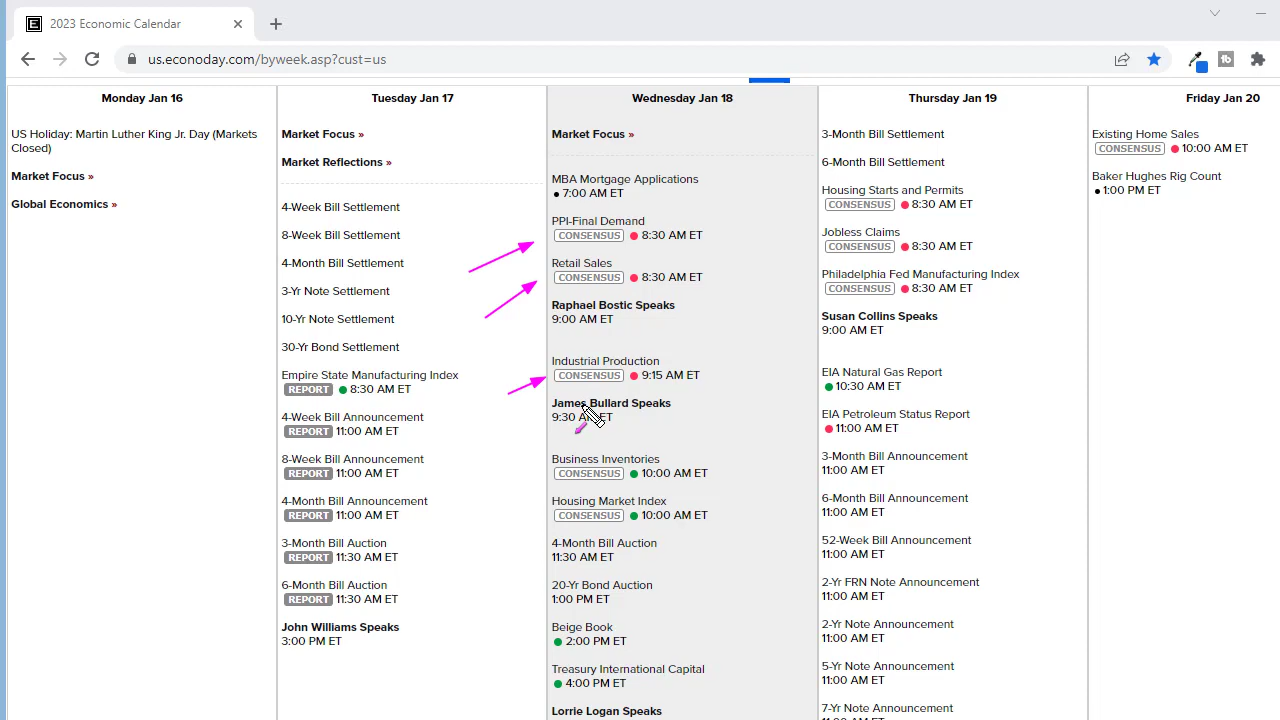 2023 Economic Calendar
us.econoday.com/byweek.asp?cust=us
Monday Jan 16
US Holiday: Martin Luther King Jr. Day (Markets
Closed)
Market Focus »
Global Economics »
Tuesday Jan 17
Market Focus »
Market Reflections »
4-Week Bill Settlement
8-Week Bill Settlement
4-Month Bill Settlement
3-Yr Note Settlement
10-Yr Note Settlement
30-Yr Bond Settlement
Empire State Manufacturing Index
REPORT 8:30 AM ET
4-Week Bill Announcement
REPORT 11:00 AM ET
8-Week Bill Announcement
REPORT 11:00 AM ET
4-Month Bill Announcement
REPORT 11:00 AM ET
3-Month Bill Auction
REPORT 11:30 AM ET
6-Month Bill Auction
REPORT 11:30 AM ET
John Williams Speaks
3:00 PM ET
Wednesday Jan 18
Market Focus »
MBA Mortgage Applications
7:00 AM ET
PPI-Final Demand
CONSENSUS 8:30 AM ET
Retail Sales
CONSENSUS 8:30 AM ET
Raphael Bostic Speaks
9:00 AM ET
Industrial Production
CONSENSUS 9:15 AM ET
James Bullard Speaks
9:30 AM ET
Business Inventories
CONSENSUS 10:00 AM ET
Housing Market Index
CONSENSUS 10:00 AM ET
4-Month Bill Auction
11:30 AM ET
20-Yr Bond Auction
1:00 PM ET
Beige Book
2:00 PM ET
Treasury International Capital
4:00 PM ET
Lorrie Logan Speaks
Thursday Jan 19
3-Month Bill Settlement
6-Month Bill Settlement
Housing Starts and Permits
CONSENSUS 8:30 AM ET
Jobless Claims
CONSENSUS 8:30 AM ET
Philadelphia Fed Manufacturing Index
CONSENSUS 8:30 AM ET
Susan Collins Speaks
9:00 AM ET
EIA Natural Gas Report
10:30 AM ET
EIA Petroleum Status Report
11:00 AM ET
3-Month Bill Announcement
11:00 AM ET
6-Month Bill Announcement
11:00 AM ET
52-Week Bill Announcement
11:00 AM ET
2-Yr FRN Note Announcement
11:00 AM ET
2-Yr Note Announcement
11:00 AM ET
5-Yr Note Announcement
11:00 AM ET
7-Yr Note Announcement
11:00 AM ET
Friday Jan 20
Existing Home Sales
CONSENSUS 10:00 AM ET
Baker Hughes Rig Count
1:00 PM ET